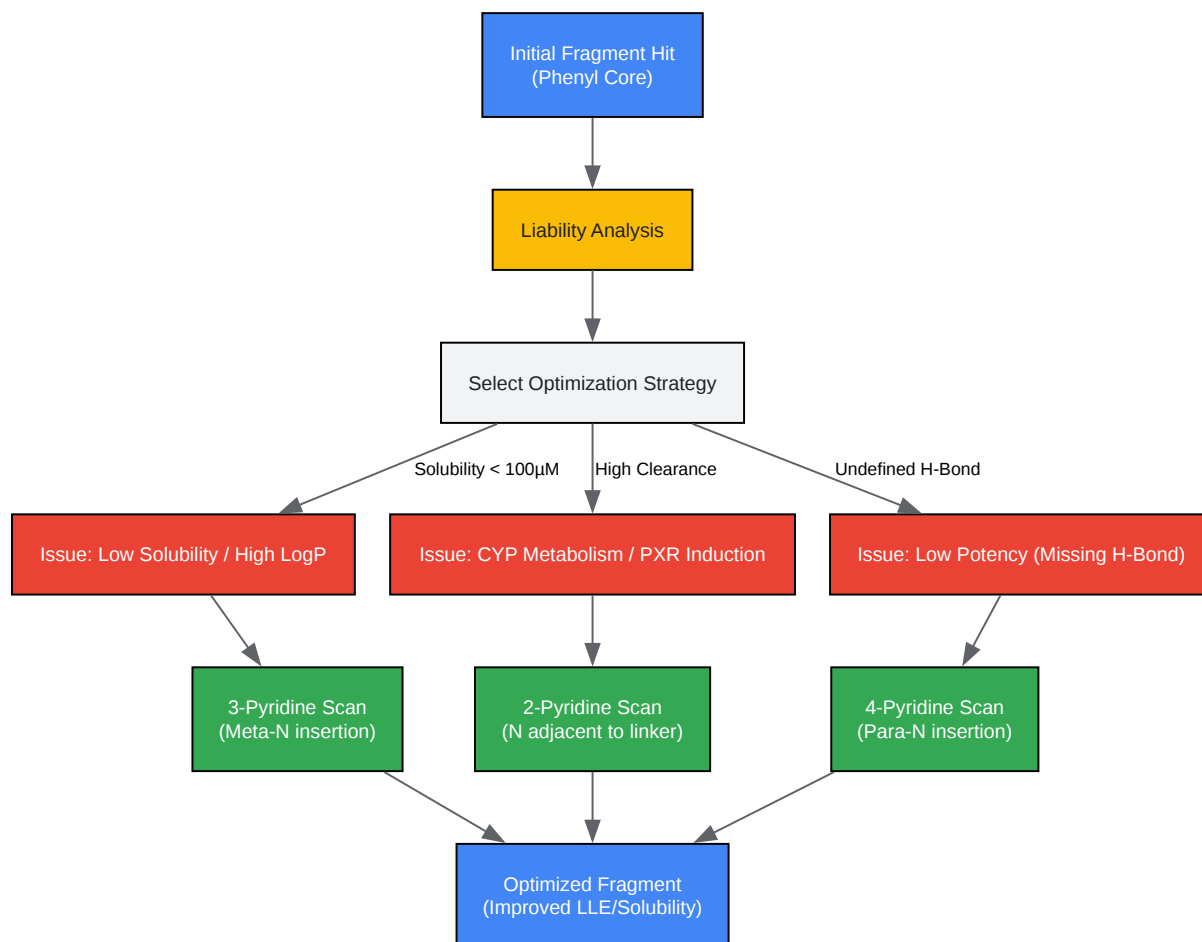 Initial Fragment Hit
(Phenyl Core)
Liability Analysis
Select Optimization Strategy
Solubility < 100µM
High Clearance
Undefined H-Bond
Issue: Low Solubility / High LogP
Issue: CYP Metabolism / PXR Induction
Issue: Low Potency (Missing H-Bond)
3-Pyridine Scan
(Meta-N insertion)
2-Pyridine Scan
(N adjacent to linker)
4-Pyridine Scan
(Para-N insertion)
Optimized Fragment
(Improved LLE/Solubility)